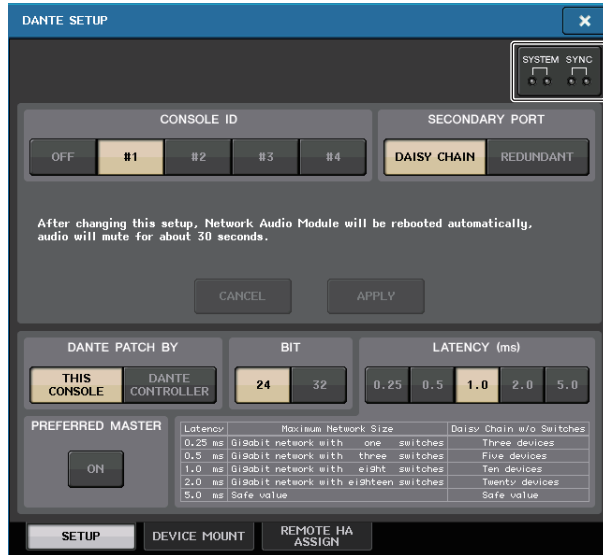 DANTE SETUP
SYSTEM SYNC
CONSOLE ID
SECONDARY PORT
OFF #1 #2 #3 #4
DAISY CHAIN REDUNDANT
After changing this setup, Network Audio Module will be rebooted automatically,
audio will mute for about 30 seconds.
CANCEL APPLY
DANTE PATCH BY
BIT
LATENCY (ms)
THIS CONSOLE DANTE CONTROLLER
24 32
0.25 0.5 1.0 2.0 5.0
PREFERRED MASTER
ON
Latency Maximum Network Size Daisy Chain w/o Switches
0.25 ms Gigabit network with one switches Three devices
0.5 ms Gigabit network with three switches Five devices
1.0 ms Gigabit network with eight switches Ten devices
2.0 ms Gigabit network with eighteen switches Twenty devices
5.0 ms Safe value Safe value
SETUP DEVICE MOUNT REMOTE HA ASSIGN